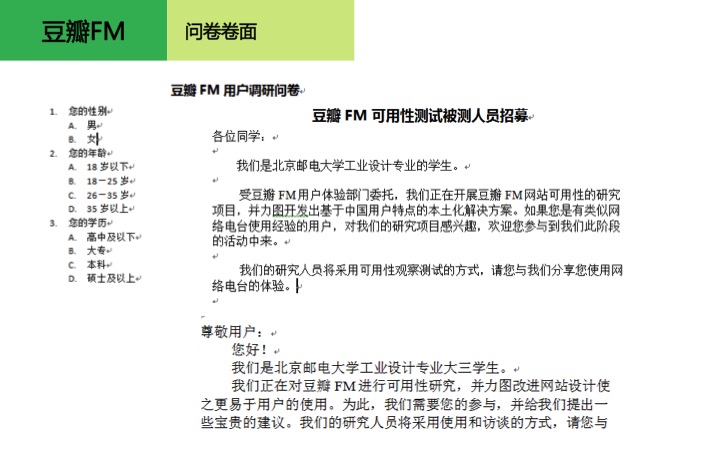 豆瓣FM
问卷卷面
豆瓣 FM 用户调研问卷
1. 您的性别
A. 男
B. 女
2. 您的年龄
A. 18 岁以下
B. 18－25 岁
C. 26－35 岁
D. 35 岁以上
3. 您的学历
A. 高中及以下
B. 大专
C. 本科
D. 硕士及以上
豆瓣 FM 可用性测试被测人员招募
各位同学：
我们是北京邮电大学工业设计专业的学生。
受豆瓣 FM用户体验部门委托，我们正在开展豆瓣 FM网站可用性的研究
项目，并力图开发出基于中国用户特点的本土化解决方案。如果您是有类似网
络电台使用经验的用户，对我们的研究项目感兴趣，欢迎您参与到我们此阶段
的活动中来。
我们的研究人员将采用可用性观察测试的方式，请您与我们分享您使用网
络电台的体验。
尊敬用户：
您好！
我们是北京邮电大学工业设计专业大三学生。
我们正在对豆瓣 FM 进行可用性研究，并力图改进网站设计使
之更易于用户的使用。为此，我们需要您的参与，并给我们提出一
些宝贵的建议。我们的研究人员将采用使用和访谈的方式，请您与